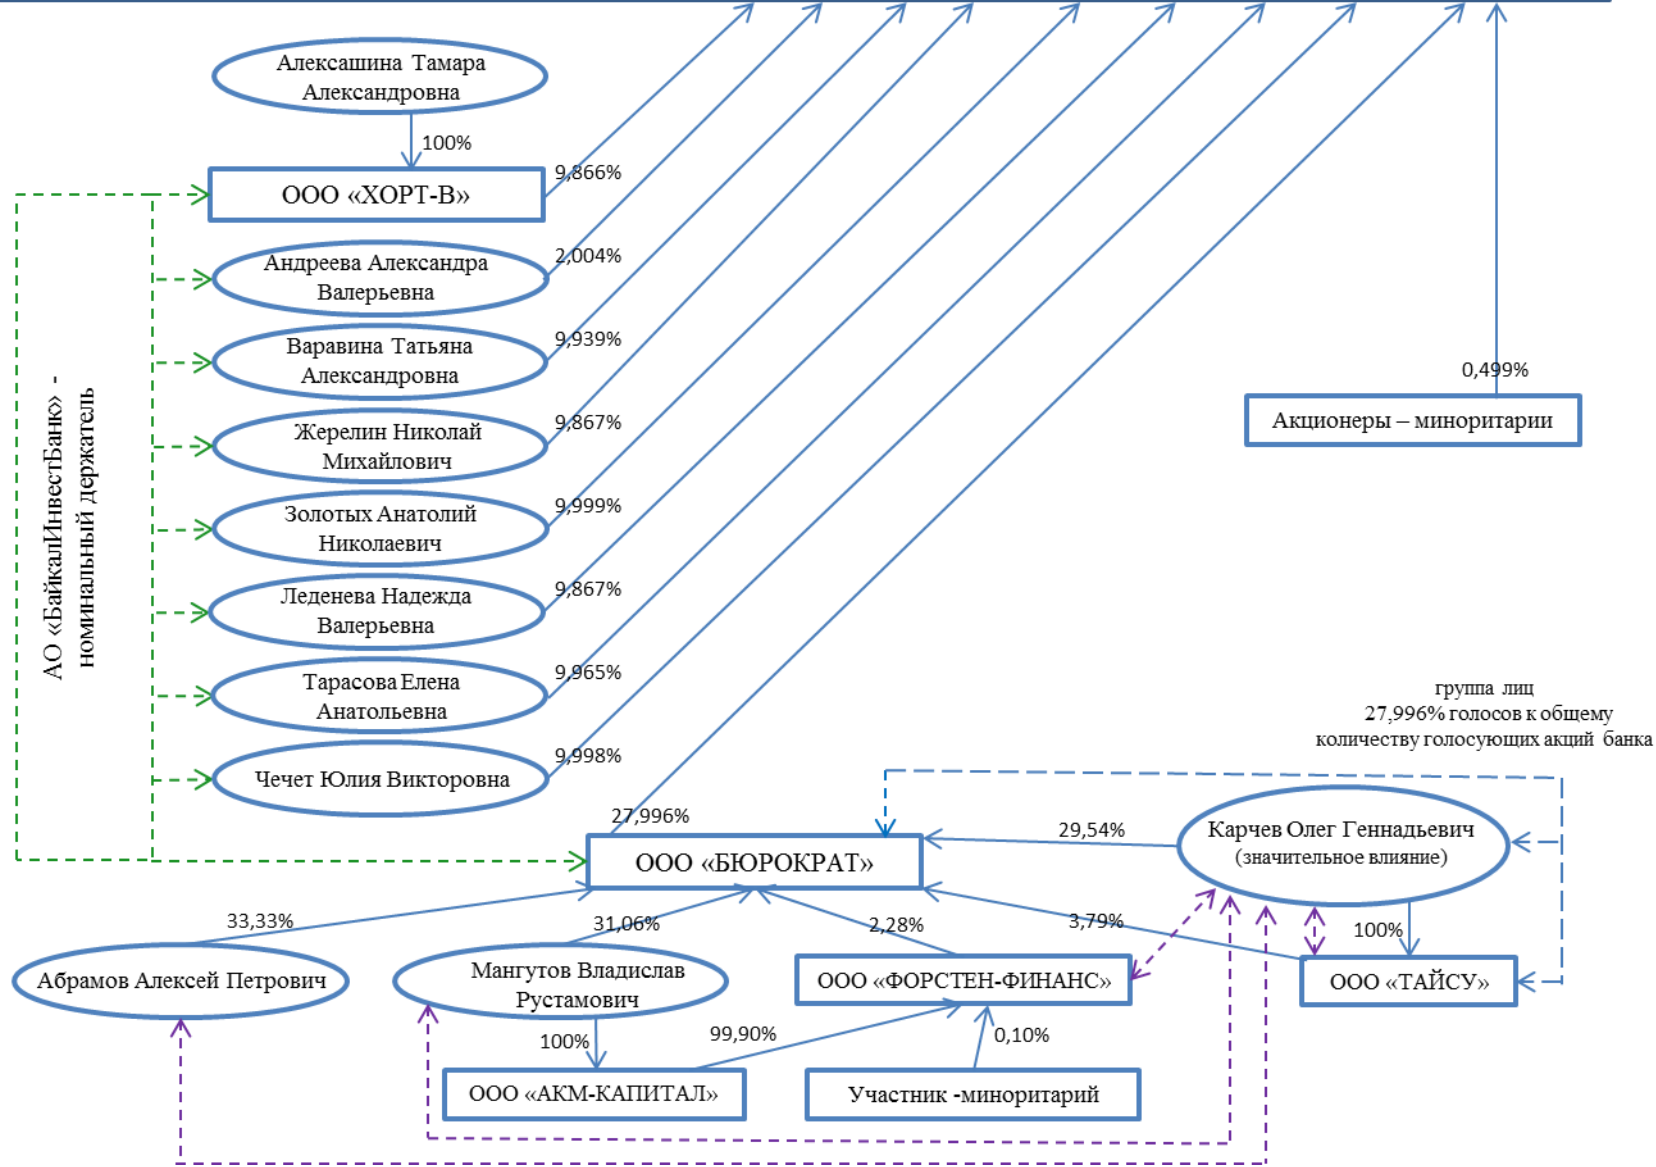 Алексашина Тамара
Александровна
100%
ООО «ХОРТ-В»
9,866%
Андреева Александра
Валерьевна
2,004%
Варавина Татьяна
Александровна
9,939%
Жерелин Николай
Михайлович
9,867%
Золотых Анатолий
Николаевич
9,999%
Леденева Надежда
Валерьевна
9,867%
Тарасова Елена
Анатольевна
9,965%
Чечет Юлия Викторовна
9,998%
АО «БайкалИнвестБанк» -
номинальный держатель
0,499%
Акционеры – миноритарии
группа лиц
27,996% голосов к общему
количеству голосующих акций банка
27,996%
ООО «БЮРОКРАТ»
29,54%
Карчев Олег Геннадьевич
(значительное влияние)
33,33%
31,06%
2,28%
3,79%
100%
Абрамов Алексей Петрович
Мангутов Владислав
Рустамович
ООО «ФОРСТЕН-ФИНАНС»
ООО «ТАЙСУ»
100%
99,90%
0,10%
ООО «АКМ-КАПИТАЛ»
Участник -миноритарий